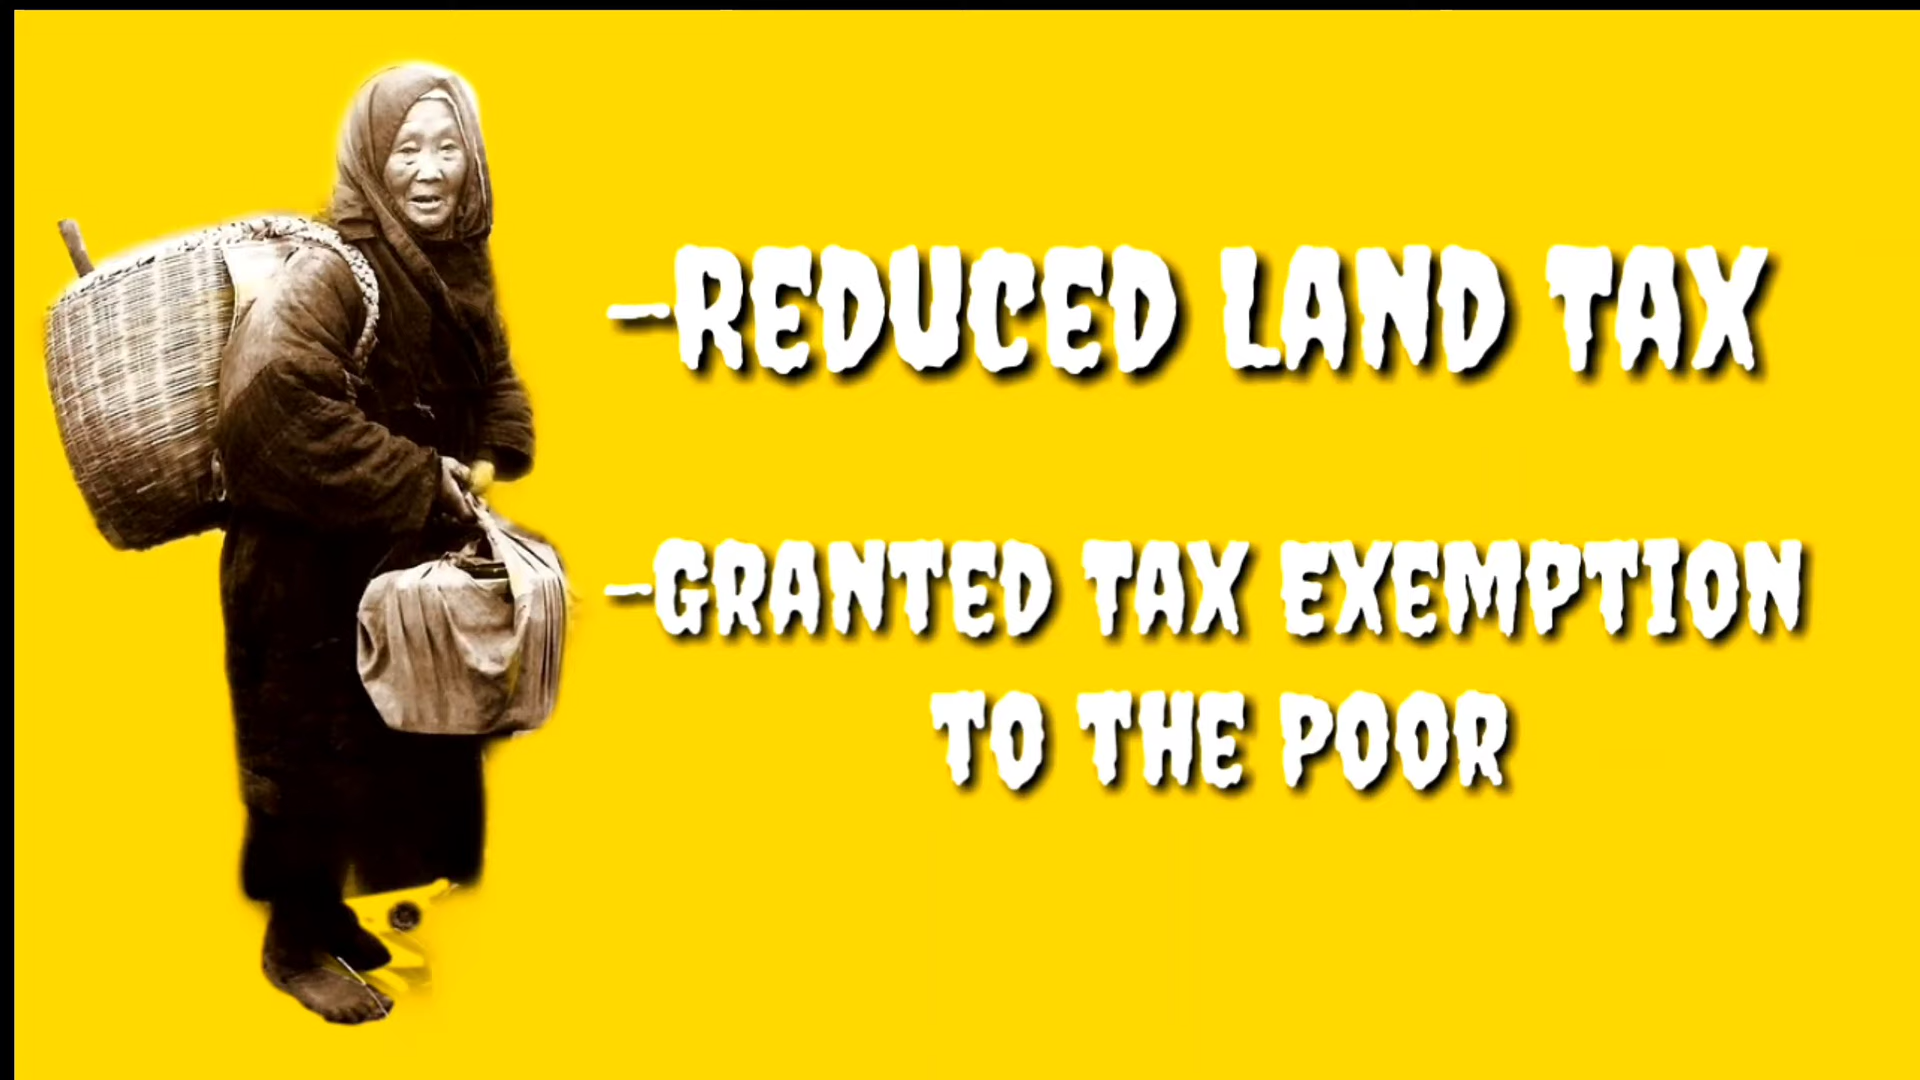 -REDUCED LAND TAX
-GRANTED TAX EXEMPTION
TO THE POOR